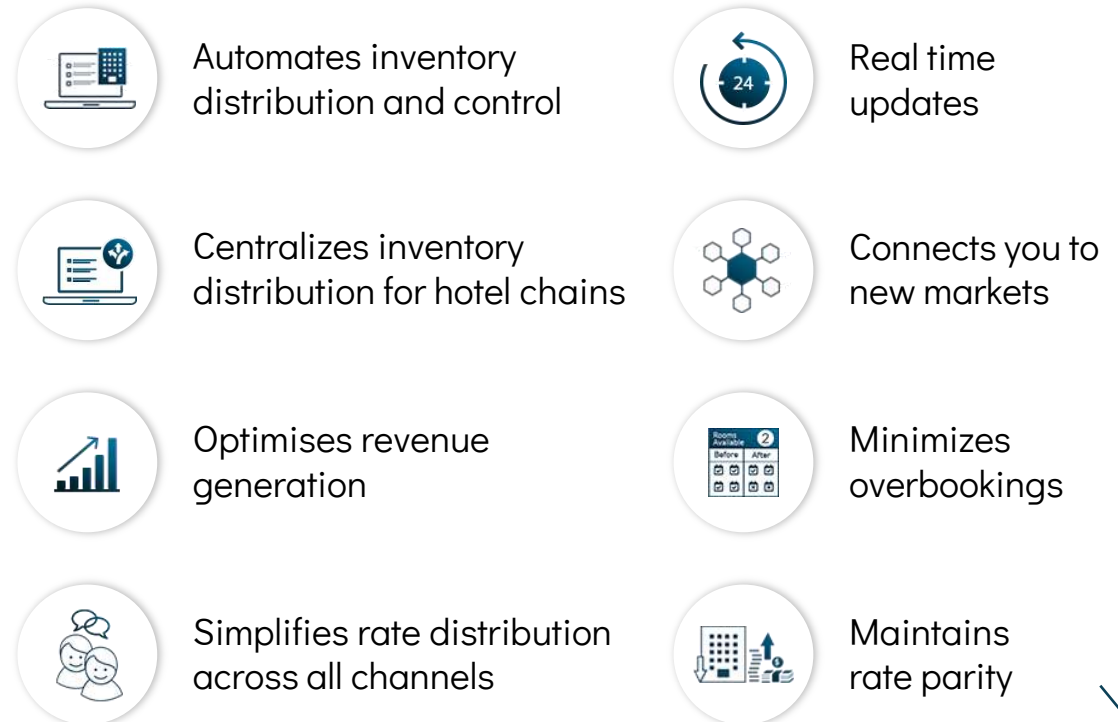 Automates inventory
distribution and control
24
Real time
updates
Centralizes inventory
distribution for hotel chains
Connects you to
new markets
Optimises revenue
generation
Rooms
Available 2
Before After
Minimizes
overbookings
Simplifies rate distribution
across all channels
Maintains
rate parity